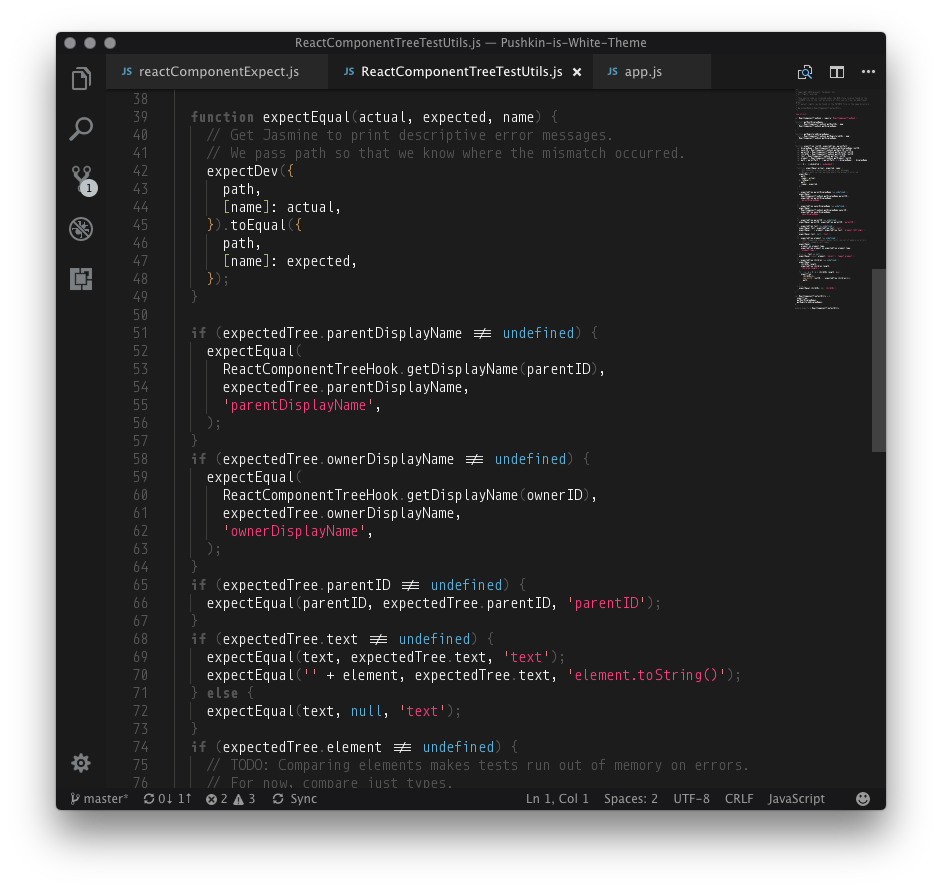 ReactComponentTreeTestUtils.js — Pushkin-is-White-Theme
JS reactComponentExpect.js JS ReactComponentTreeTestUtils.js × JS app.js
38
39 function expectEqual(actual, expected, name) {
40 // Get Jasmine to print descriptive error messages.
41 // We pass path so that we know where the mismatch occurred.
42 expectDev({
43 path,
44 [name]: actual,
45 }).toEqual({
46 path,
47 [name]: expected,
48 });
49 }
50
51 if (expectedTree.parentDisplayName !== undefined) {
52 expectEqual(
53 ReactComponentTreeHook.getDisplayName(parentID),
54 expectedTree.parentDisplayName,
55 'parentDisplayName',
56 );
57 }
58 if (expectedTree.ownerDisplayName !== undefined) {
59 expectEqual(
60 ReactComponentTreeHook.getDisplayName(ownerID),
61 expectedTree.ownerDisplayName,
62 'ownerDisplayName',
63 );
64 }
65 if (expectedTree.parentID !== undefined) {
66 expectEqual(parentID, expectedTree.parentID, 'parentID');
67 }
68 if (expectedTree.text !== undefined) {
69 expectEqual(text, expectedTree.text, 'text');
70 expectEqual('' + element, expectedTree.text, 'element.toString()');
71 } else {
72 expectEqual(text, null, 'text');
73 }
74 if (expectedTree.element !== undefined) {
75 // TODO: Comparing elements makes tests run out of memory on errors.
76 // For now, compare just types.
1
master* 0↓ 1↑ 2 3 Sync Ln 1, Col 1 Spaces: 2 UTF-8 CRLF JavaScript